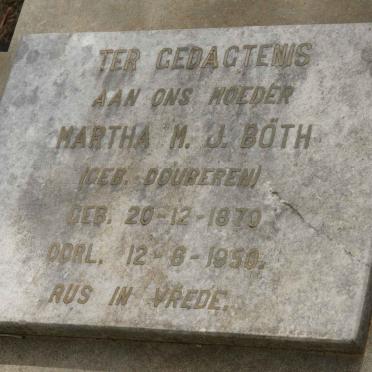 TER GEDAGTENIS
AAN ONS MOEDER
MARTHA M. J. BÖTH
(GEB. DOUBEREN)
GEB. 20-12-1879
OORL. 12-8-1950.
RUS IN VREDE.